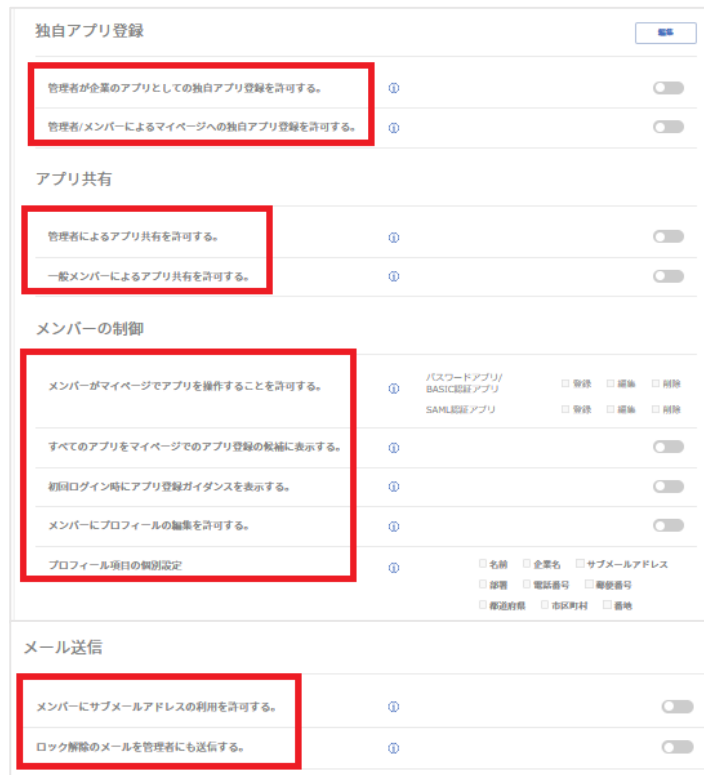 独自アプリ登録
編集
管理者が企業のアプリとしての独自アプリ登録を許可する。
管理者/メンバーによるマイページへの独自アプリ登録を許可する。
アプリ共有
管理者によるアプリ共有を許可する。
一般メンバーによるアプリ共有を許可する。
メンバーの制御
メンバーがマイページでアプリを操作することを許可する。
パスワードアプリ/
BASIC認証アプリ
登録 編集 削除
SAML認証アプリ
登録 編集 削除
すべてのアプリをマイページでのアプリ登録の候補に表示する。
初回ログイン時にアプリ登録ガイダンスを表示する。
メンバーにプロフィールの編集を許可する。
プロフィール項目の個別設定
名前 企業名 サブメールアドレス
部署 電話番号 郵便番号
都道府県 市区町村 番地
メール送信
メンバーにサブメールアドレスの利用を許可する。
ロック解除のメールを管理者にも送信する。